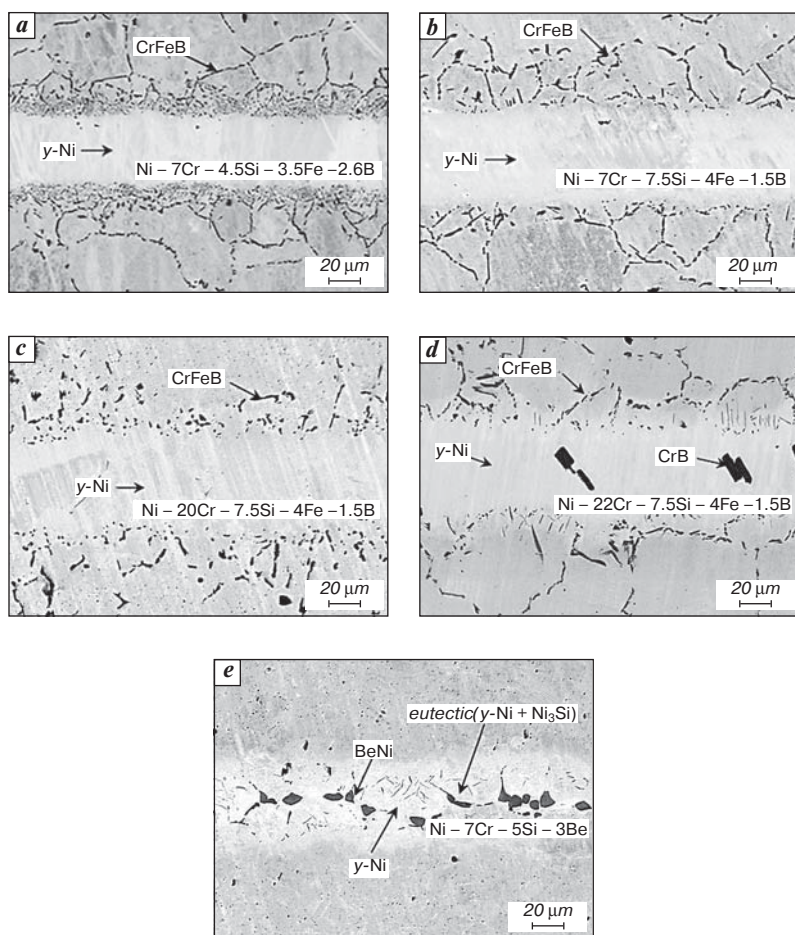 a
CrFeB
y-Ni
Ni – 7Cr – 4.5Si – 3.5Fe –2.6B
20 μm
b
CrFeB
y-Ni
Ni – 7Cr – 7.5Si – 4Fe –1.5B
20 μm
c
CrFeB
y-Ni
Ni – 20Cr – 7.5Si – 4Fe –1.5B
20 μm
d
CrFeB
y-Ni
CrB
Ni – 22Cr – 7.5Si – 4Fe –1.5B
20 μm
e
eutectic(y-Ni + Ni₃Si)
BeNi
Ni – 7Cr – 5Si – 3Be
y-Ni
20 μm